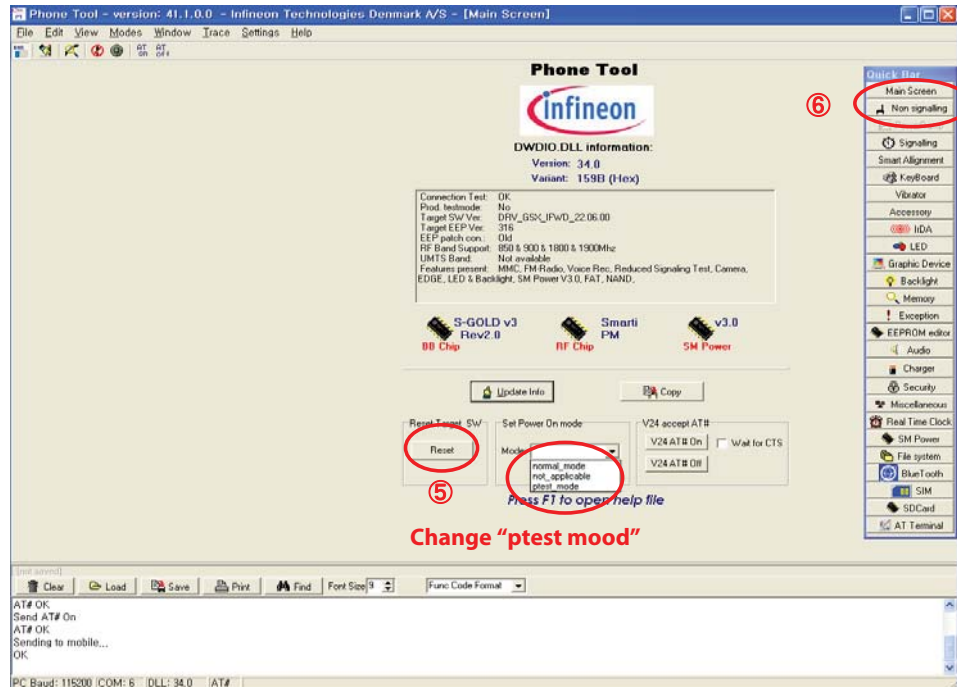 Phone Tool - version: 41.1.0.0 - Infineon Technologies Denmark A/S - [Main Screen]
File Edit View Modes Window Trace Settings Help
AT on AT off
Phone Tool
infineon
DWDIO.DLL information:
Version: 34.0
Variant: 159B (Hex)
Connection Test: OK
Prod. testmode: No
Target SW Ver: DRV_GSX_IFWD_22.06.00
Target EEP Ver: 316
EEP patch con.: Old
RF Band Support: 850 & 900 & 1800 & 1900Mhz
UMTS Band: Not available
Features present: MMC, FM-Radio, Voice Rec, Reduced Signaling Test, Camera,
EDGE, LED & Backlight, SM Power V3.0, FAT, NAND,
S-GOLD v3
Rev2.0
BB Chip
Smarti
PM
RF Chip
v3.0
SM Power
Update Info
Copy
Reset Target SW
Reset
⑤
Set Power On mode
Mode:
normal_mode
not_applicable
ptest_mode
V24 accept AT#
V24 AT# On
Wait for CTS
V24 AT# Off
Press F1 to open help file
Change “ptest mood”
Quick Bar
⑥
Main Screen
Non signalling
Signaling
Smart Allignment
KeyBoard
Vibrator
Accessory
IrDA
LED
Graphic Device
Backlight
Memory
Exception
EEPROM editor
Audio
Charger
Security
Miscellaneous
Real Time Clock
SM Power
File system
BlueTooth
SIM
SDCard
AT Terminal
[not saved]
Clear Load Save Print Find Font Size 9 Func Code Format
AT# OK
Send AT# On
AT# OK
Sending to mobile...
OK
PC Baud: 115200 COM: 6 DLL: 34.0 AT#